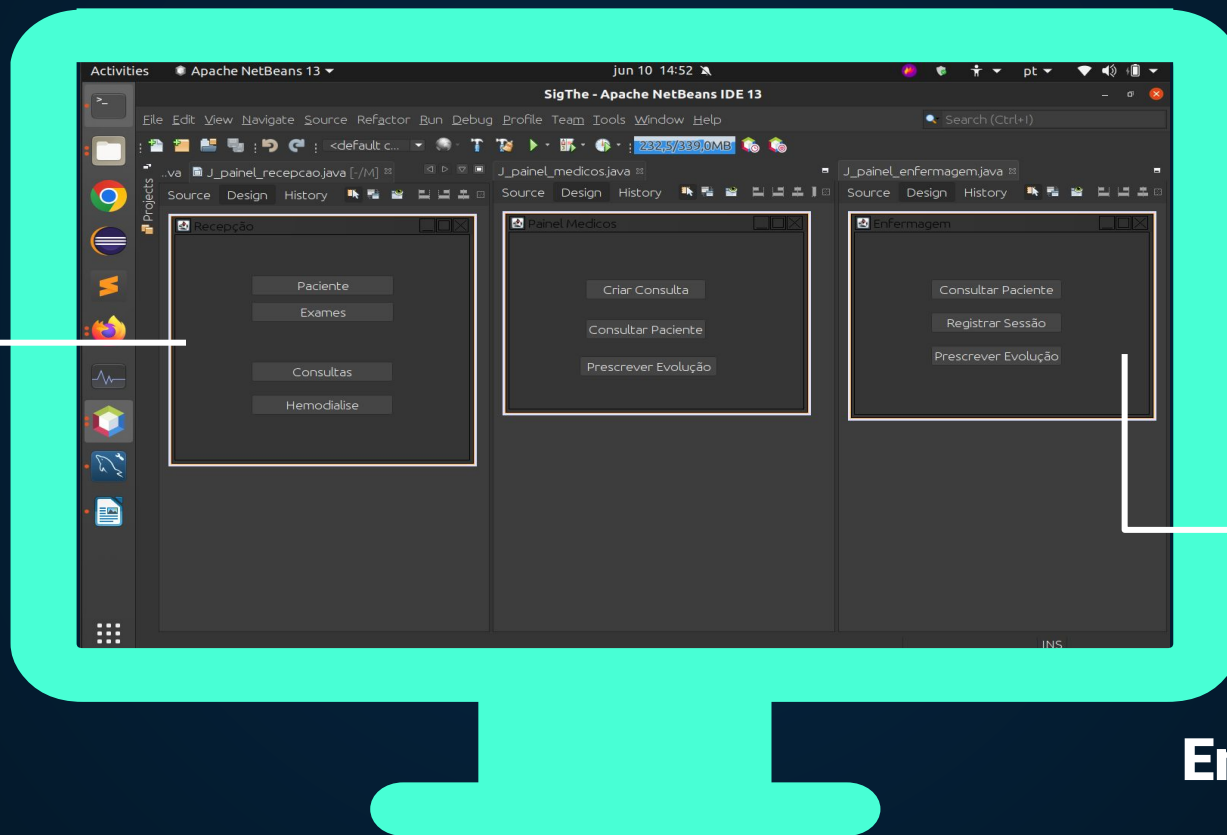 Activities Apache NetBeans 13 jun 10 14:52 pt
SigThe - Apache NetBeans IDE 13
File Edit View Navigate Source Refactor Run Debug Profile Team Tools Window Help Search (Ctrl+I)
<default c... 232,5/339,0MB
..va J_painel_recepcao.java [-/M] J_painel_medicos.java J_painel_enfermagem.java
Projects
Source Design History Source Design History Source Design History
Recepção
Paciente
Exames
Consultas
Hemodialise
Painel Medicos
Criar Consulta
Consultar Paciente
Prescrever Evolução
Enfermagem
Consultar Paciente
Registrar Sessão
Prescrever Evolução
INS